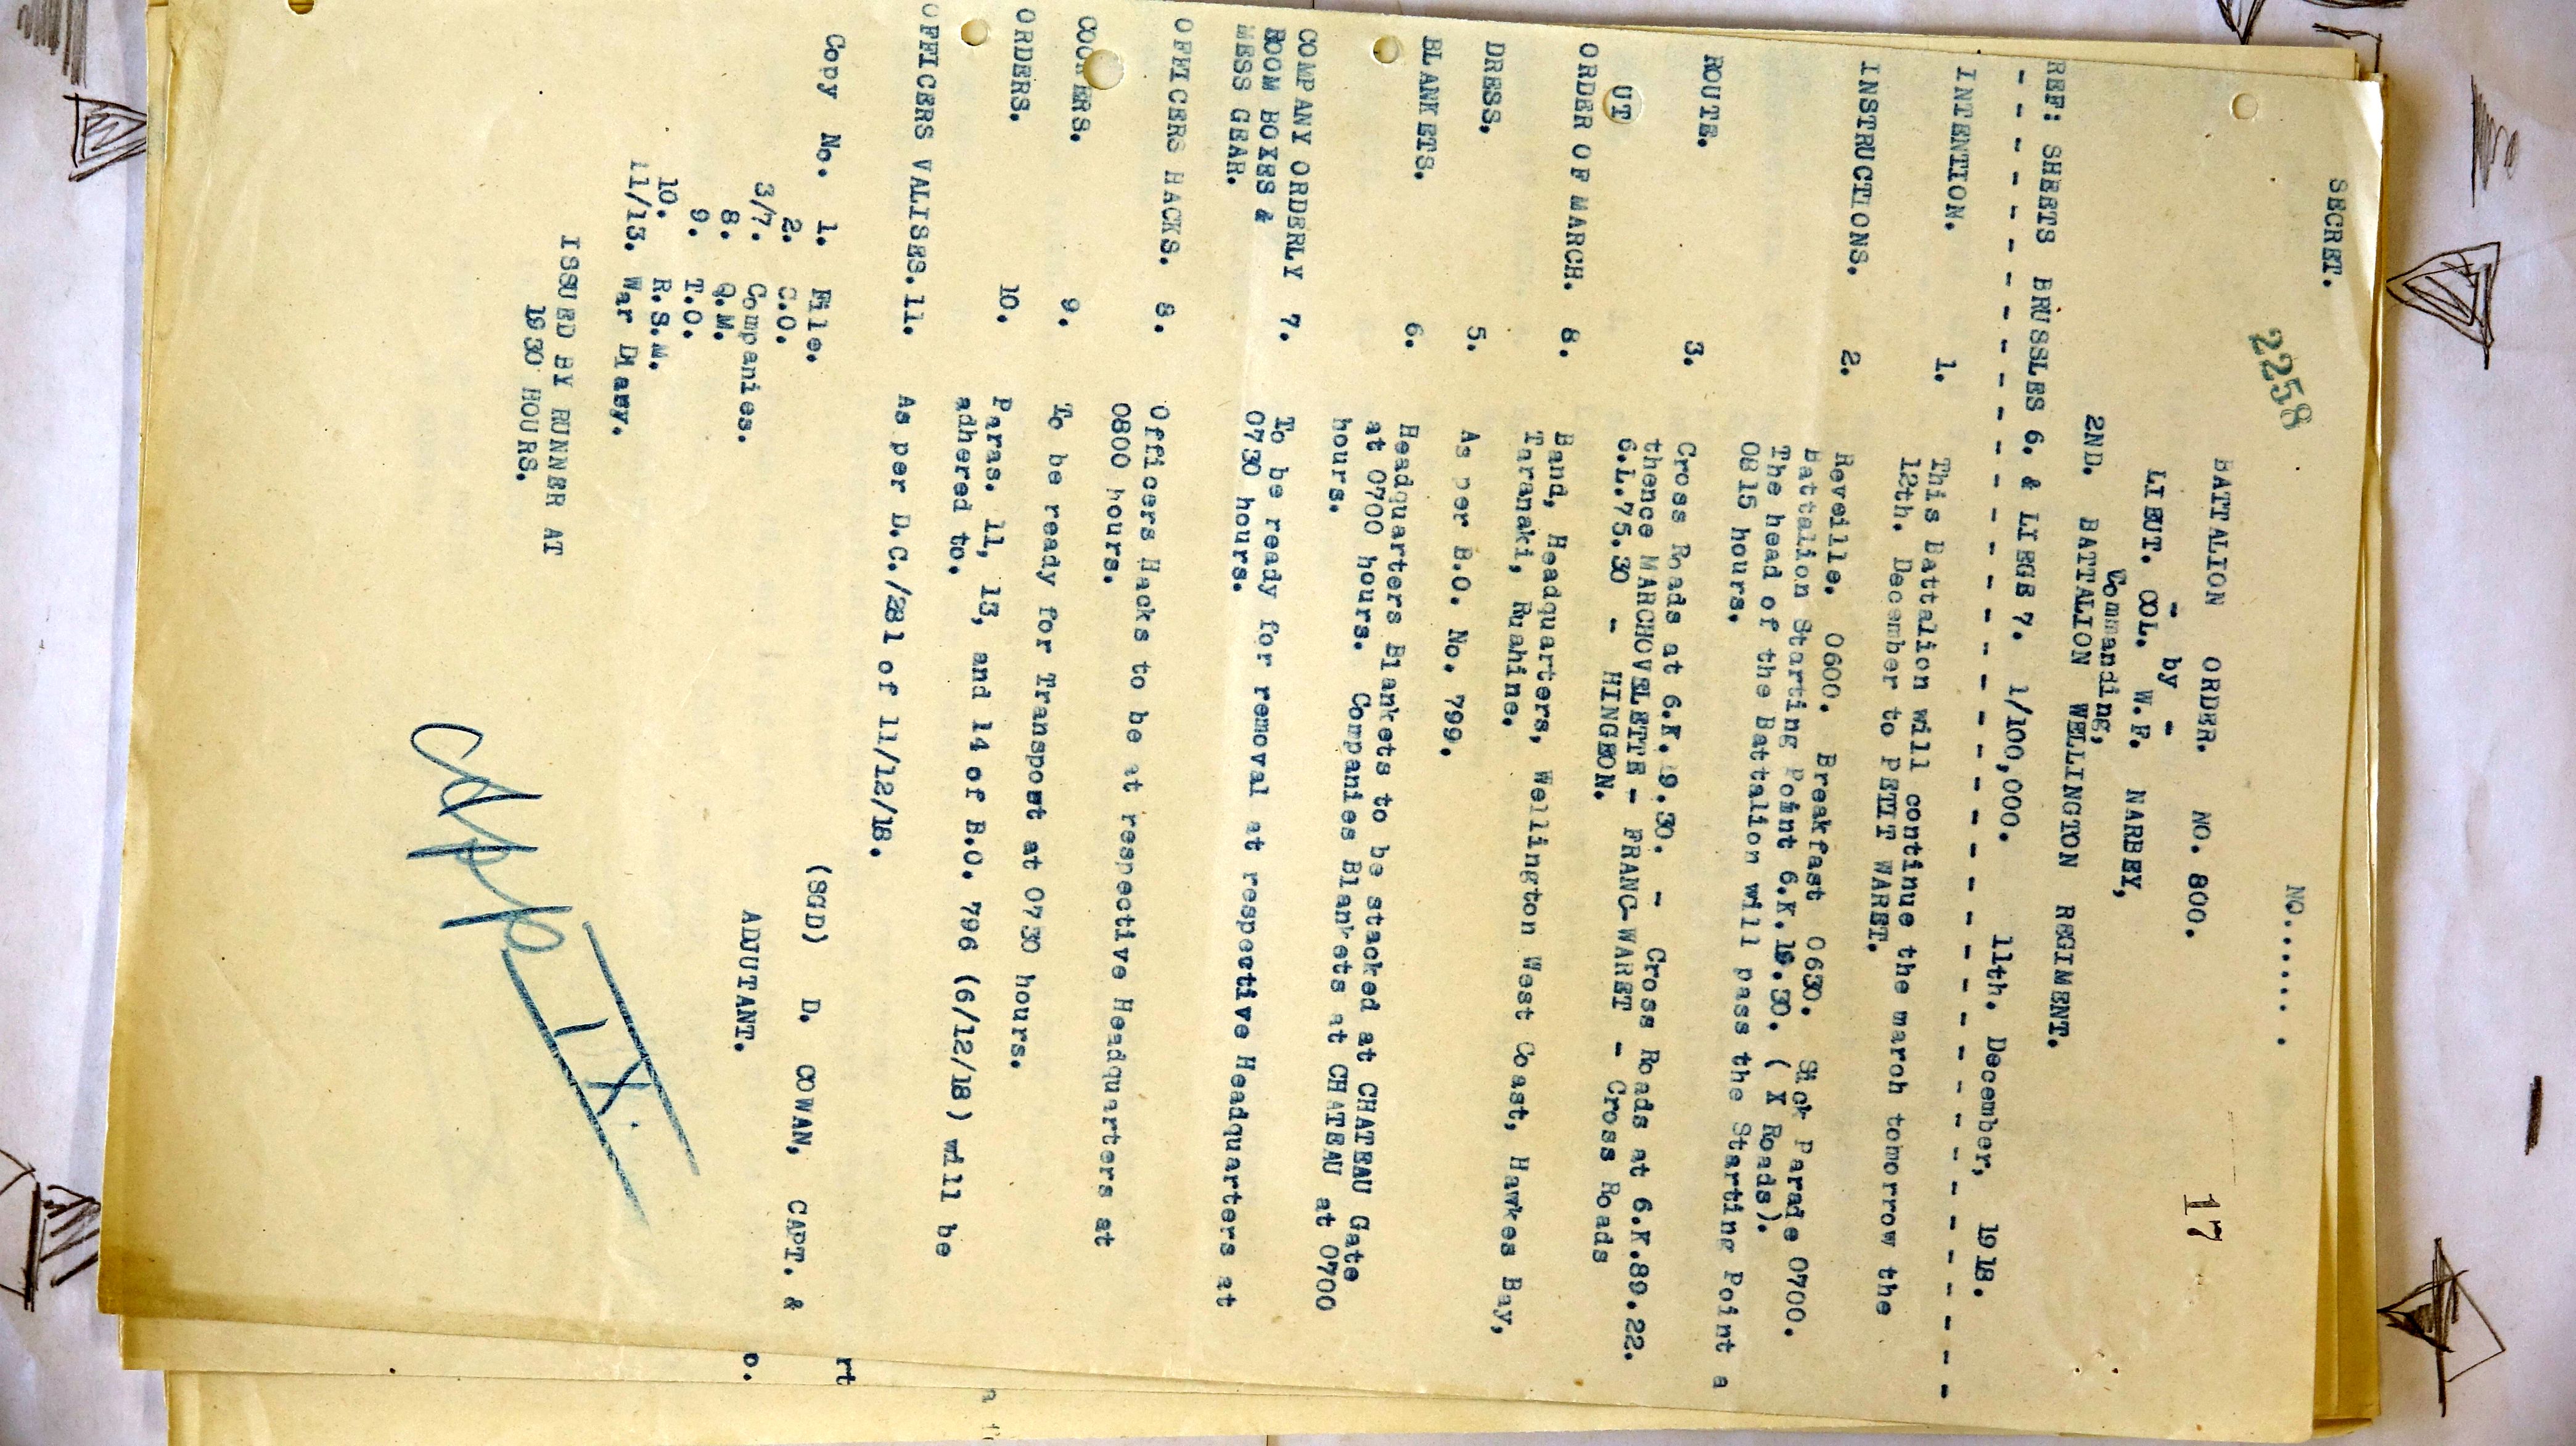 SECRET.
NO.......
2258
17
BATTALION ORDER. NO. 800.
- by -
LIEUT. COL. W.F. NARBEY,
Commanding,
2ND. BATTALION WELLINGTON REGIMENT.
REF: SHEETS BRUSSLES 6. & LIEGE 7. 1/100,000. 11th. December, 1918.
INTENTION. 1. This Battalion will continue the march tomorrow the
12th. December to PETIT WARET.
INSTRUCTIONS. 2. Reveille. 0600. Breakfast 0630. Sick Parade 0700.
Battalion Starting Point 6.K. .30. ( X Roads).
The head of the Battalion will pass the Starting Point a
0815 hours.
ROUTE. 3. Cross Roads at 6.K. 9.30. - Cross Roads at 6.K.89.22.
thence MARCHOVELETTE - FRANC-WARET - Cross Roads
UT 6.L.75.30 - HINGEON.
ORDER OF MARCH. 8. Band, Headquarters, Wellington West Coast, Hawkes Bay,
Taranaki, Ruahine.
DRESS. 5. As per B.O. No. 799.
BLANKETS. 6. Headquarters Blankets to be stacked at CHATEAU Gate
at 0700 hours. Companies Blankets at CHATEAU at 0700
hours.
COMPANY ORDERLY 7. To be ready for removal at respective Headquarters at
ROOM BOXES & 0730 hours.
MESS GEAR.
OFFICERS HACKS. 8. Officers Hacks to be at respective Headquarters at
0800 hours.
COOKERS. 9. To be ready for Transport at 0730 hours.
ORDERS. 10. Paras. 11, 13, and 14 of B.O. 796 (6/12/18) will be
adhered to.
OFFICERS VALISES. 11. As per D.C./281 of 11/12/18.
Copy No. 1. File.
2. C.O.
3/7. Companies.
8. Q.M.
9. T.O.
10. R.S.M.
11/13. War Diary.
(SGD) D. COWAN, CAPT. &
ADJUTANT.
ISSUED BY RUNNER AT
1930 HOURS.
App IX.
rt
o.